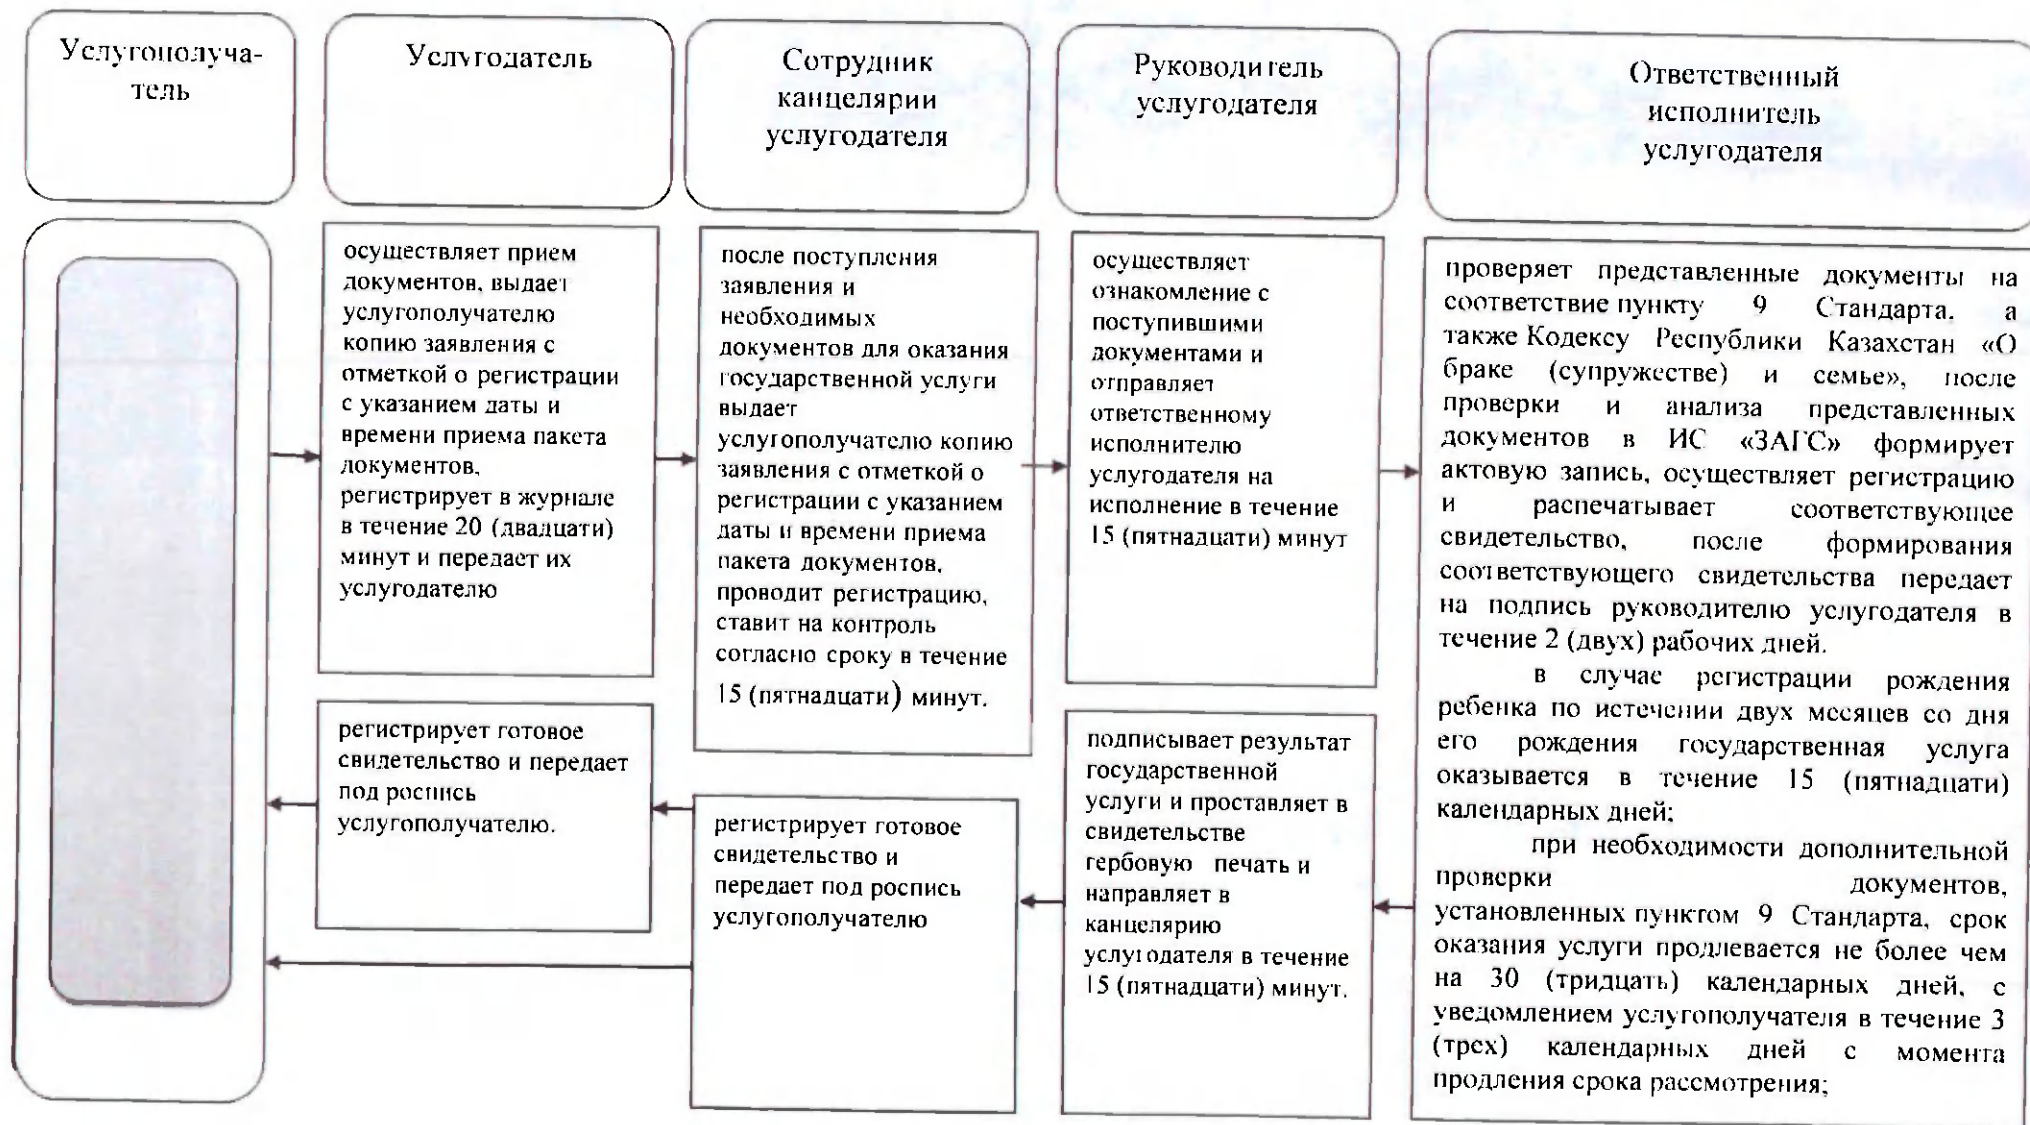 Услугополуча-
тель
Услугодатель
Сотрудник
канцелярии
услугодателя
Руководитель
услугодателя
Ответственный
исполнитель
услугодателя
осуществляет прием
документов, выдает
услугополучателю
копию заявления с
отметкой о регистрации
с указанием даты и
времени приема пакета
документов,
регистрирует в журнале
в течение 20 (двадцати)
минут и передает их
услугодателю
после поступления
заявления и
необходимых
документов для оказания
государственной услуги
выдает
услугополучателю копию
заявления с отметкой о
регистрации с указанием
даты и времени приема
пакета документов,
проводит регистрацию,
ставит на контроль
согласно сроку в течение
15 (пятнадцати) минут.
осуществляет
ознакомление с
поступившими
документами и
отправляет
ответственному
исполнителю
услугодателя на
исполнение в течение
15 (пятнадцати) минут
проверяет представленные документы на
соответствие пункту 9 Стандарта, а
также Кодексу Республики Казахстан «О
браке (супружестве) и семье», после
проверки и анализа представленных
документов в ИС «ЗАГС» формирует
актовую запись, осуществляет регистрацию
и распечатывает соответствующее
свидетельство, после формирования
соответствующего свидетельства передает
на подпись руководителю услугодателя в
течение 2 (двух) рабочих дней.
в случае регистрации рождения
ребенка по истечении двух месяцев со дня
его рождения государственная услуга
оказывается в течение 15 (пятнадцати)
календарных дней;
при необходимости дополнительной
проверки документов,
установленных пунктом 9 Стандарта, срок
оказания услуги продлевается не более чем
на 30 (тридцать) календарных дней, с
уведомлением услугополучателя в течение 3
(трех) календарных дней с момента
продления срока рассмотрения;
регистрирует готовое
свидетельство и передает
под роспись
услугополучателю.
регистрирует готовое
свидетельство и
передает под роспись
услугополучателю
подписывает результат
государственной
услуги и проставляет в
свидетельстве
гербовую печать и
направляет в
канцелярию
услугодателя в течение
15 (пятнадцати) минут.